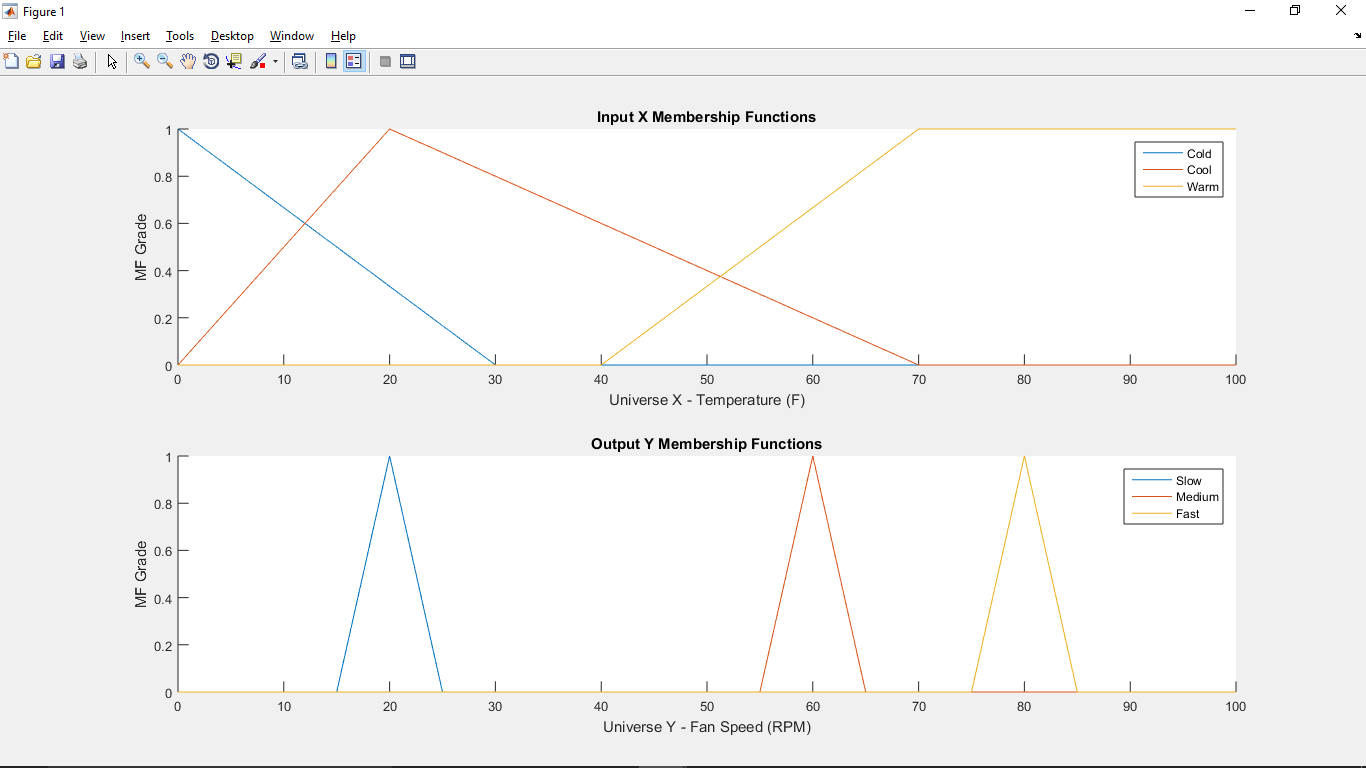 Figure 1
File Edit View Insert Tools Desktop Window Help
Input X Membership Functions
1
0.8
0.6
0.4
0.2
0
MF Grade
Cold
Cool
Warm
0 10 20 30 40 50 60 70 80 90 100
Universe X - Temperature (F)
Output Y Membership Functions
1
0.8
0.6
0.4
0.2
0
MF Grade
Slow
Medium
Fast
0 10 20 30 40 50 60 70 80 90 100
Universe Y - Fan Speed (RPM)